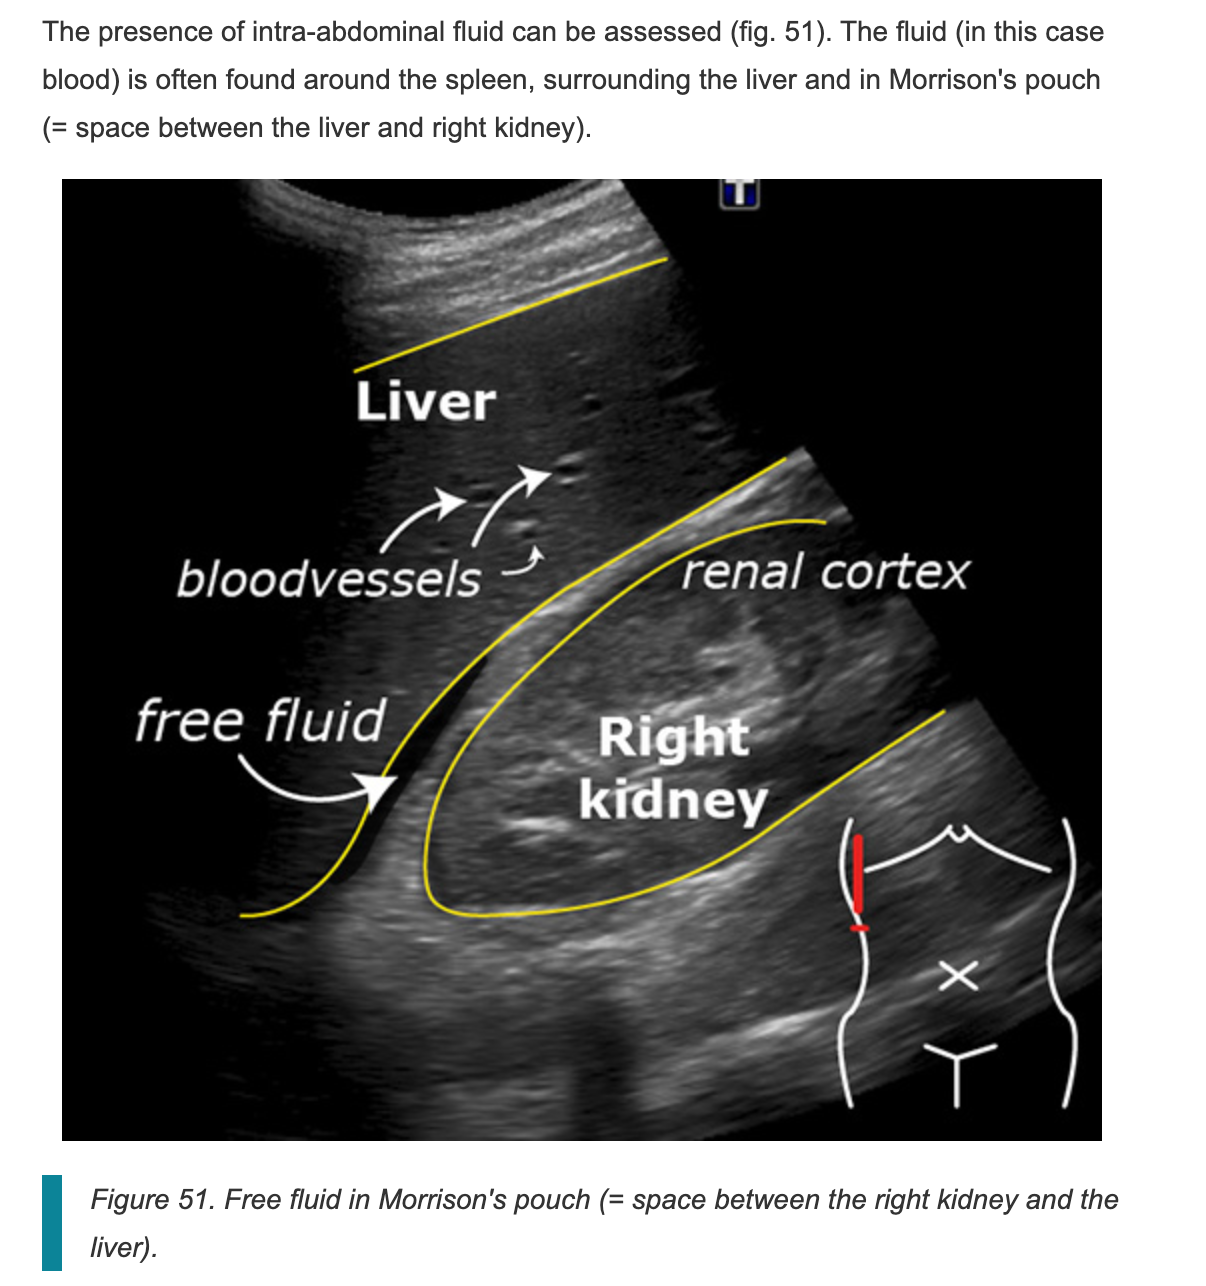 The presence of intra-abdominal fluid can be assessed (fig. 51). The fluid (in this case
blood) is often found around the spleen, surrounding the liver and in Morrison's pouch
(= space between the liver and right kidney).
Liver
bloodvessels
renal cortex
free fluid
Right
kidney
Figure 51. Free fluid in Morrison's pouch (= space between the right kidney and the
liver).